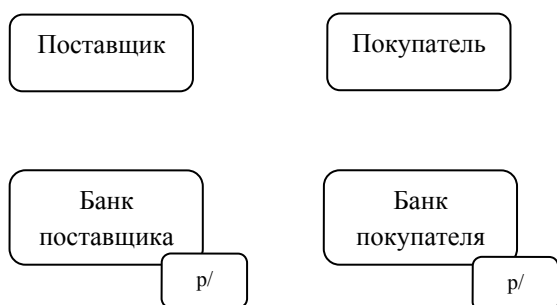 Поставщик
Покупатель
Банк
поставщика
р/
Банк
покупателя
р/